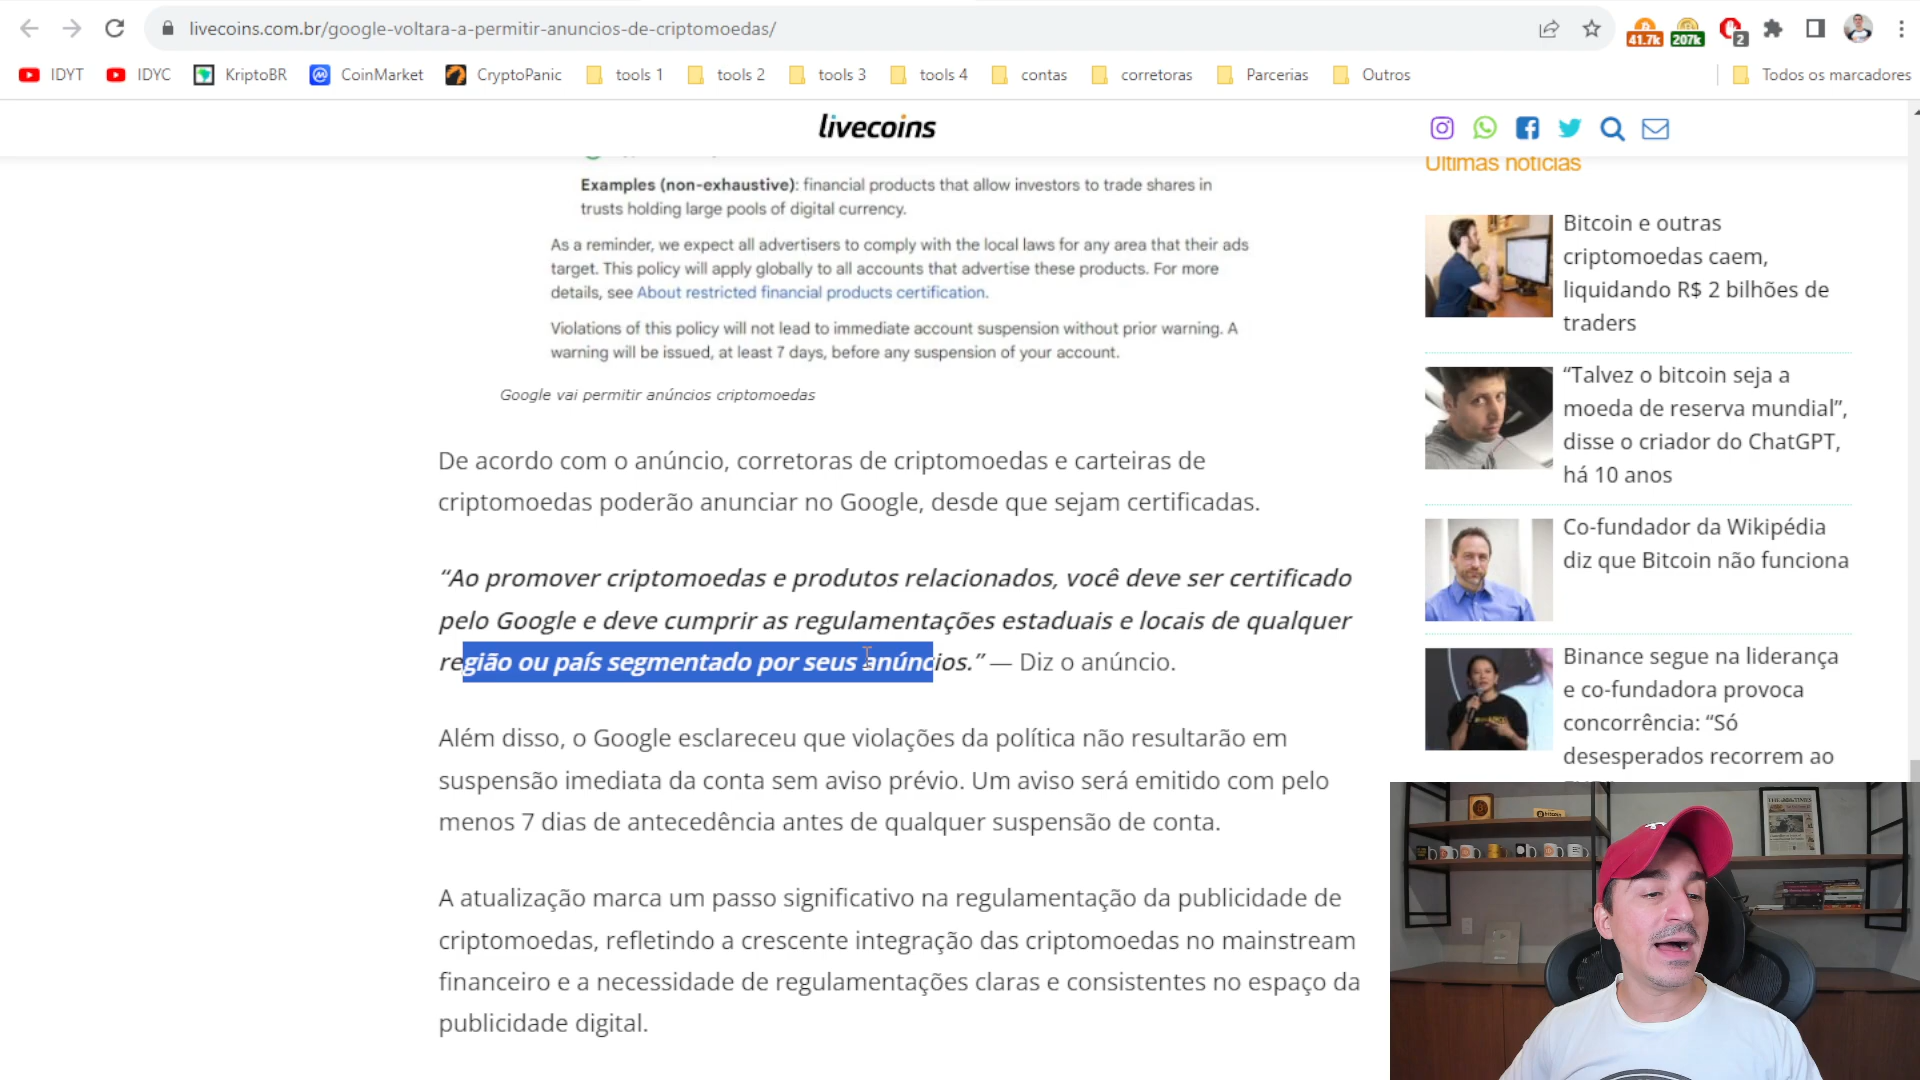 livecoins.com.br/google-voltara-a-permitir-anuncios-de-criptomoedas/
41.7k
207k
2
IDYT
IDYC
KriptoBR
CoinMarket
CryptoPanic
tools 1
tools 2
tools 3
tools 4
contas
corretoras
Parcerias
Outros
Todos os marcadores
livecoins
Examples (non-exhaustive): financial products that allow investors to trade shares in
trusts holding large pools of digital currency.
As a reminder, we expect all advertisers to comply with the local laws for any area that their ads
target. This policy will apply globally to all accounts that advertise these products. For more
details, see About restricted financial products certification.
Violations of this policy will not lead to immediate account suspension without prior warning. A
warning will be issued, at least 7 days, before any suspension of your account.
Google vai permitir anúncios criptomoedas
De acordo com o anúncio, corretoras de criptomoedas e carteiras de
criptomoedas poderão anunciar no Google, desde que sejam certificadas.
“Ao promover criptomoedas e produtos relacionados, você deve ser certificado
pelo Google e deve cumprir as regulamentações estaduais e locais de qualquer
região ou país segmentado por seus anúncios.” — Diz o anúncio.
Além disso, o Google esclareceu que violações da política não resultarão em
suspensão imediata da conta sem aviso prévio. Um aviso será emitido com pelo
menos 7 dias de antecedência antes de qualquer suspensão de conta.
A atualização marca um passo significativo na regulamentação da publicidade de
criptomoedas, refletindo a crescente integração das criptomoedas no mainstream
financeiro e a necessidade de regulamentações claras e consistentes no espaço da
publicidade digital.
Últimas notícias
Bitcoin e outras
criptomoedas caem,
liquidando R$ 2 bilhões de
traders
“Talvez o bitcoin seja a
moeda de reserva mundial”,
disse o criador do ChatGPT,
há 10 anos
Co-fundador da Wikipédia
diz que Bitcoin não funciona
Binance segue na liderança
e co-fundadora provoca
concorrência: “Só
desesperados recorrem ao